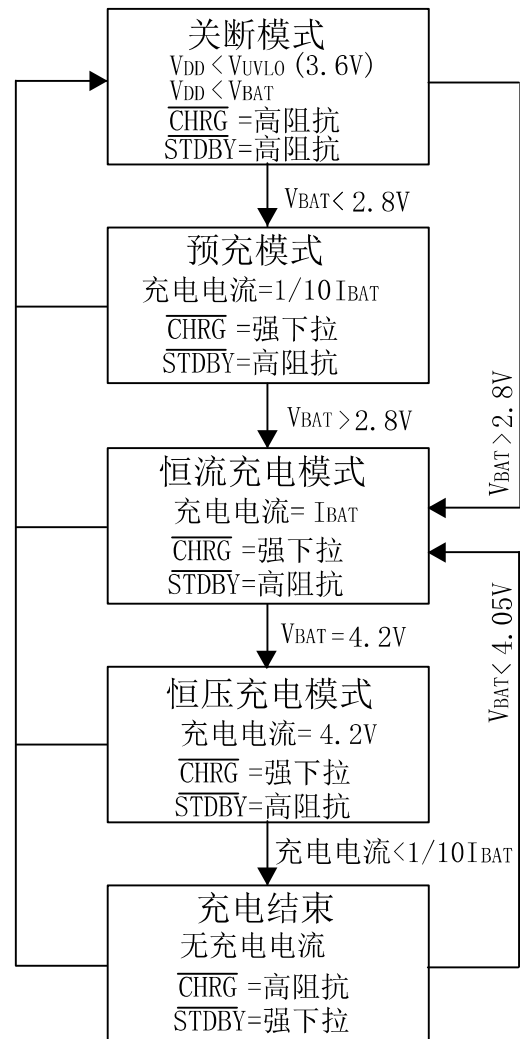 关断模式
VDD<VUVLO(3.6V)
VDD<VBAT
CHRG=高阻抗
STDBY=高阻抗
VBAT<2.8V
预充模式
充电电流=1/10IBAT
CHRG=强下拉
STDBY=高阻抗
VBAT>2.8V
VBAT>2.8V
恒流充电模式
充电电流=IBAT
CHRG=强下拉
STDBY=高阻抗
VBAT=4.2V
VBAT<4.05V
恒压充电模式
充电电流=4.2V
CHRG=强下拉
STDBY=高阻抗
充电电流<1/10IBAT
充电结束
无充电电流
CHRG=高阻抗
STDBY=强下拉